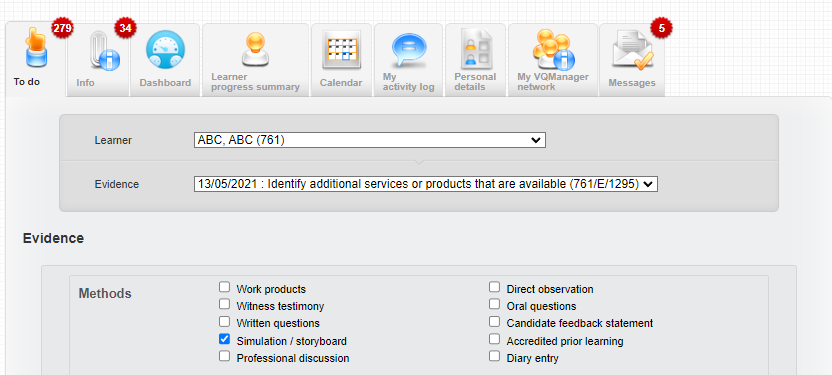 279
34
5
To do
Info
Dashboard
Learner
progress summary
Calendar
My
activity log
Personal
details
My VQManager
network
Messages
Learner
ABC, ABC (761)
Evidence
13/05/2021 : Identify additional services or products that are available (761/E/1295)
Evidence
Methods
Work products
Direct observation
Witness testimony
Oral questions
Written questions
Candidate feedback statement
Simulation / storyboard
Accredited prior learning
Professional discussion
Diary entry